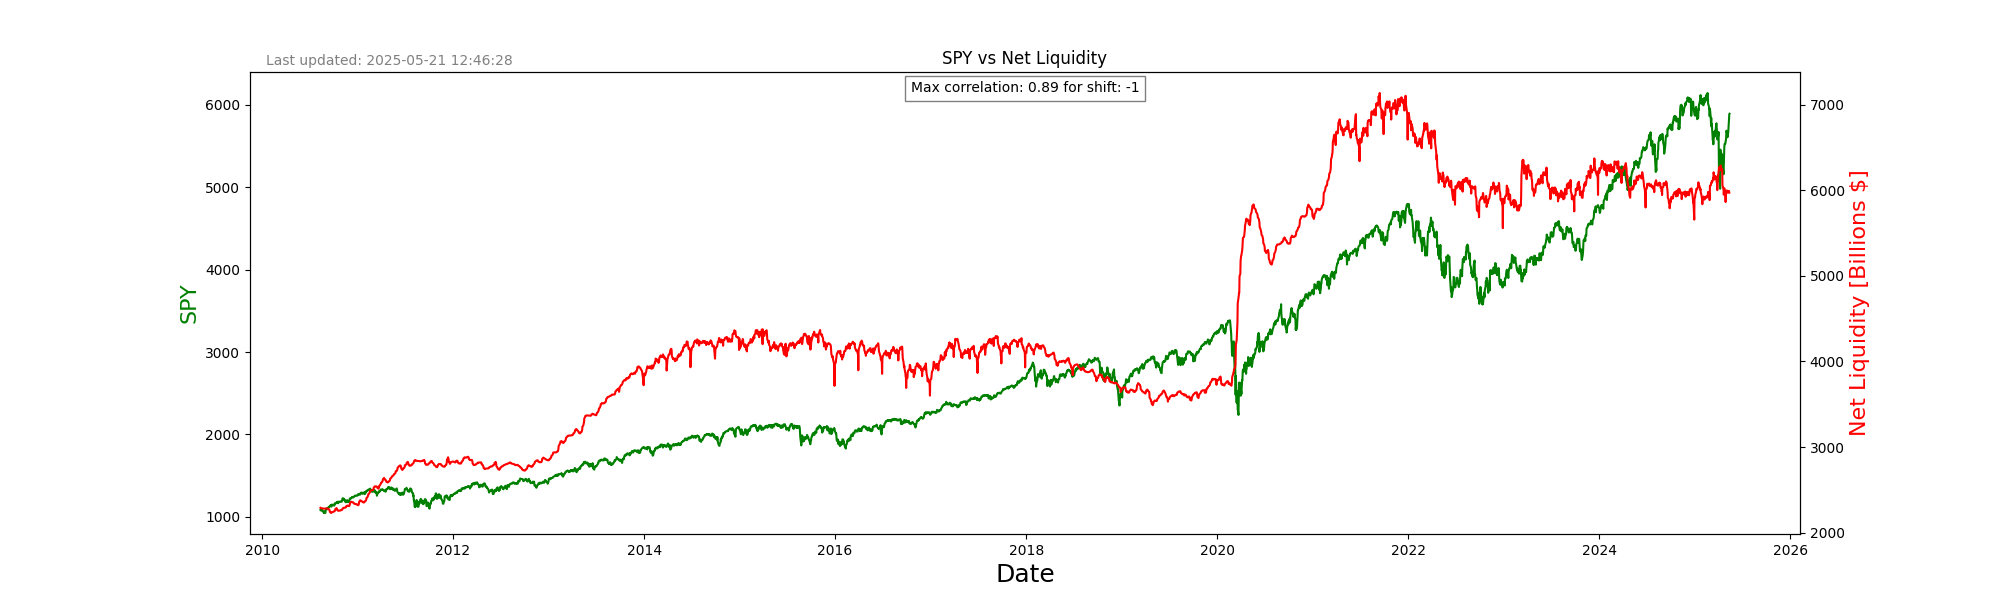 Last updated: 2025-05-21 12:46:28
SPY vs Net Liquidity
Max correlation: 0.89 for shift: -1
SPY
6000
5000
4000
3000
2000
1000
7000
6000
5000
4000
3000
2000
Net Liquidity [Billions $]
2010 2012 2014 2016 2018 2020 2022 2024 2026
Date